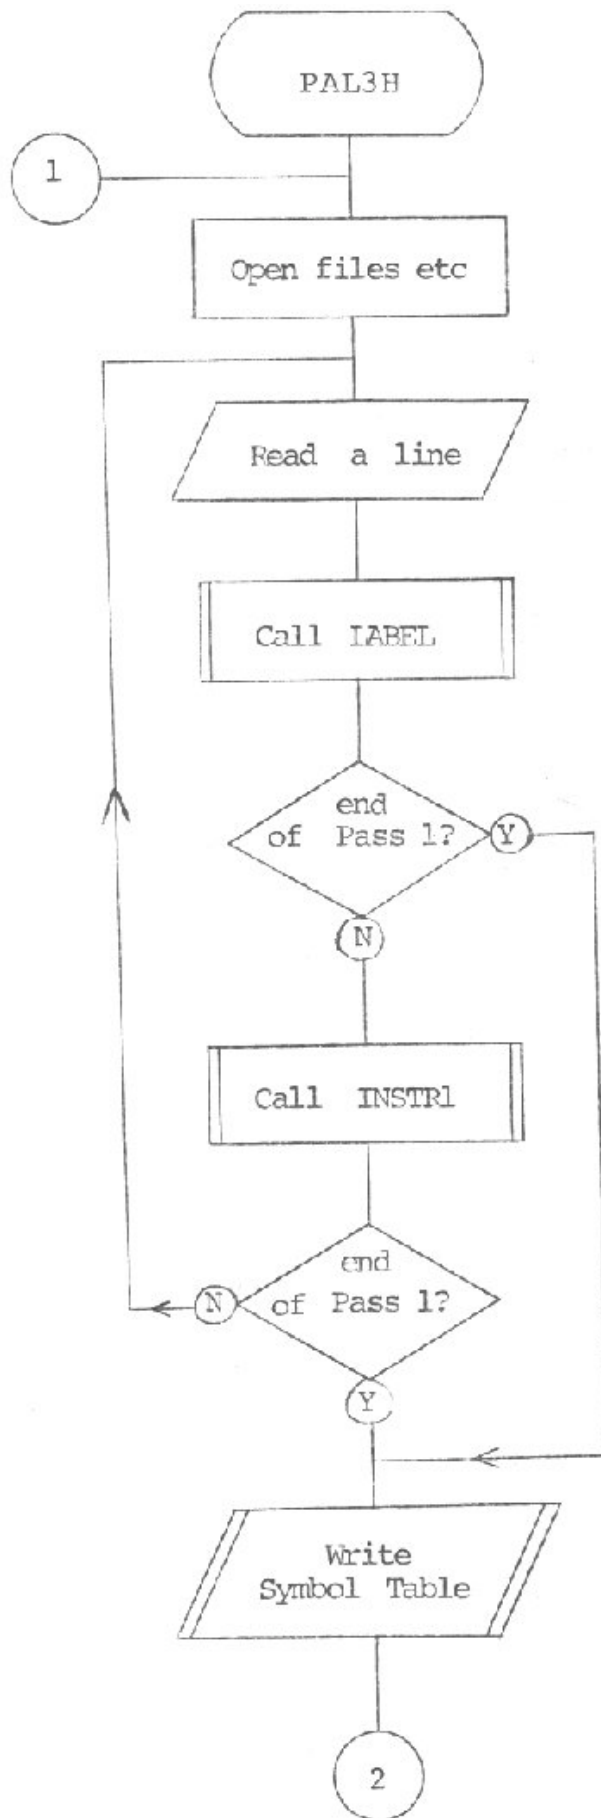 PAL3H
1
Open files etc
Read a line
Call LABEL
end
of Pass 1?
Y
N
Call INSTR1
end
of Pass 1?
N
Y
Write
Symbol Table
2